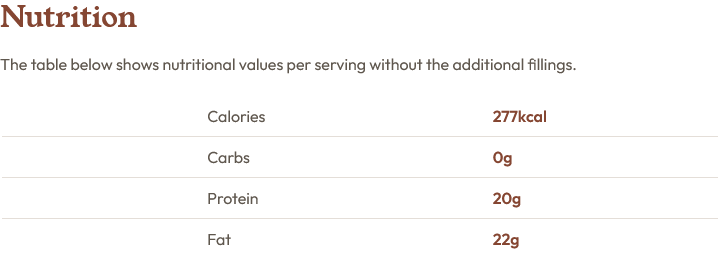 Nutrition
The table below shows nutritional values per serving without the additional fillings.
Calories 277kcal
Carbs 0g
Protein 20g
Fat 22g